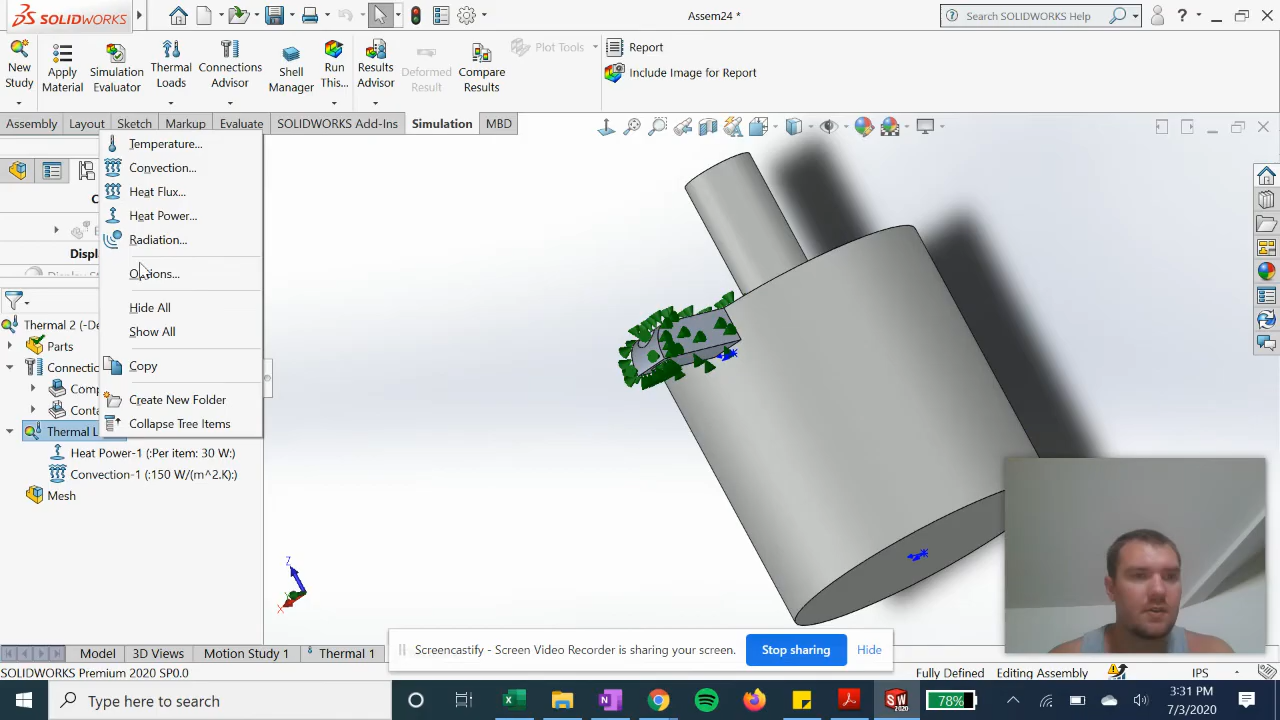 SOLIDWORKS
Assem24 *
Search SOLIDWORKS Help
?
New Study
Apply Material
Simulation Evaluator
Thermal Loads
Connections Advisor
Shell Manager
Run This...
Results Advisor
Deformed Result
Compare Results
Plot Tools
Report
Include Image for Report
Assembly
Layout
Sketch
Markup
Evaluate
SOLIDWORKS Add-Ins
Simulation
MBD
Temperature...
Convection...
Heat Flux...
Heat Power...
Radiation...
Options...
Hide All
Show All
Copy
Create New Folder
Collapse Tree Items
C
Displ
Thermal 2 (-De
Parts
Connectio
Comp
Conta
Thermal L
Heat Power-1 (:Per item: 30 W:)
Convection-1 (:150 W/(m^2.K):)
Mesh
Z
X
Model
3D Views
Motion Study 1
Thermal 1
Screencastify - Screen Video Recorder is sharing your screen.
Stop sharing
Hide
SOLIDWORKS Premium 2020 SP0.0
Fully Defined
Editing Assembly
IPS
Type here to search
SW
2020
78%
3:31 PM
7/3/2020